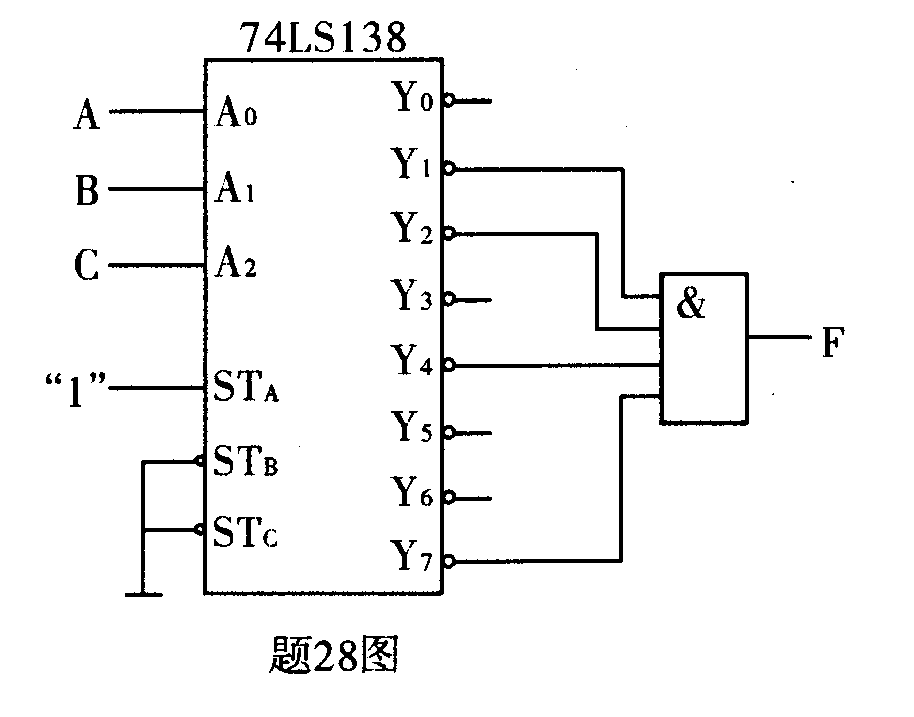 74LS138
A A0 Y0
Y1
B A1
Y2
C A2
Y3
&
F
Y4
“1” STA
Y5
STB
Y6
STC
Y7
题28图